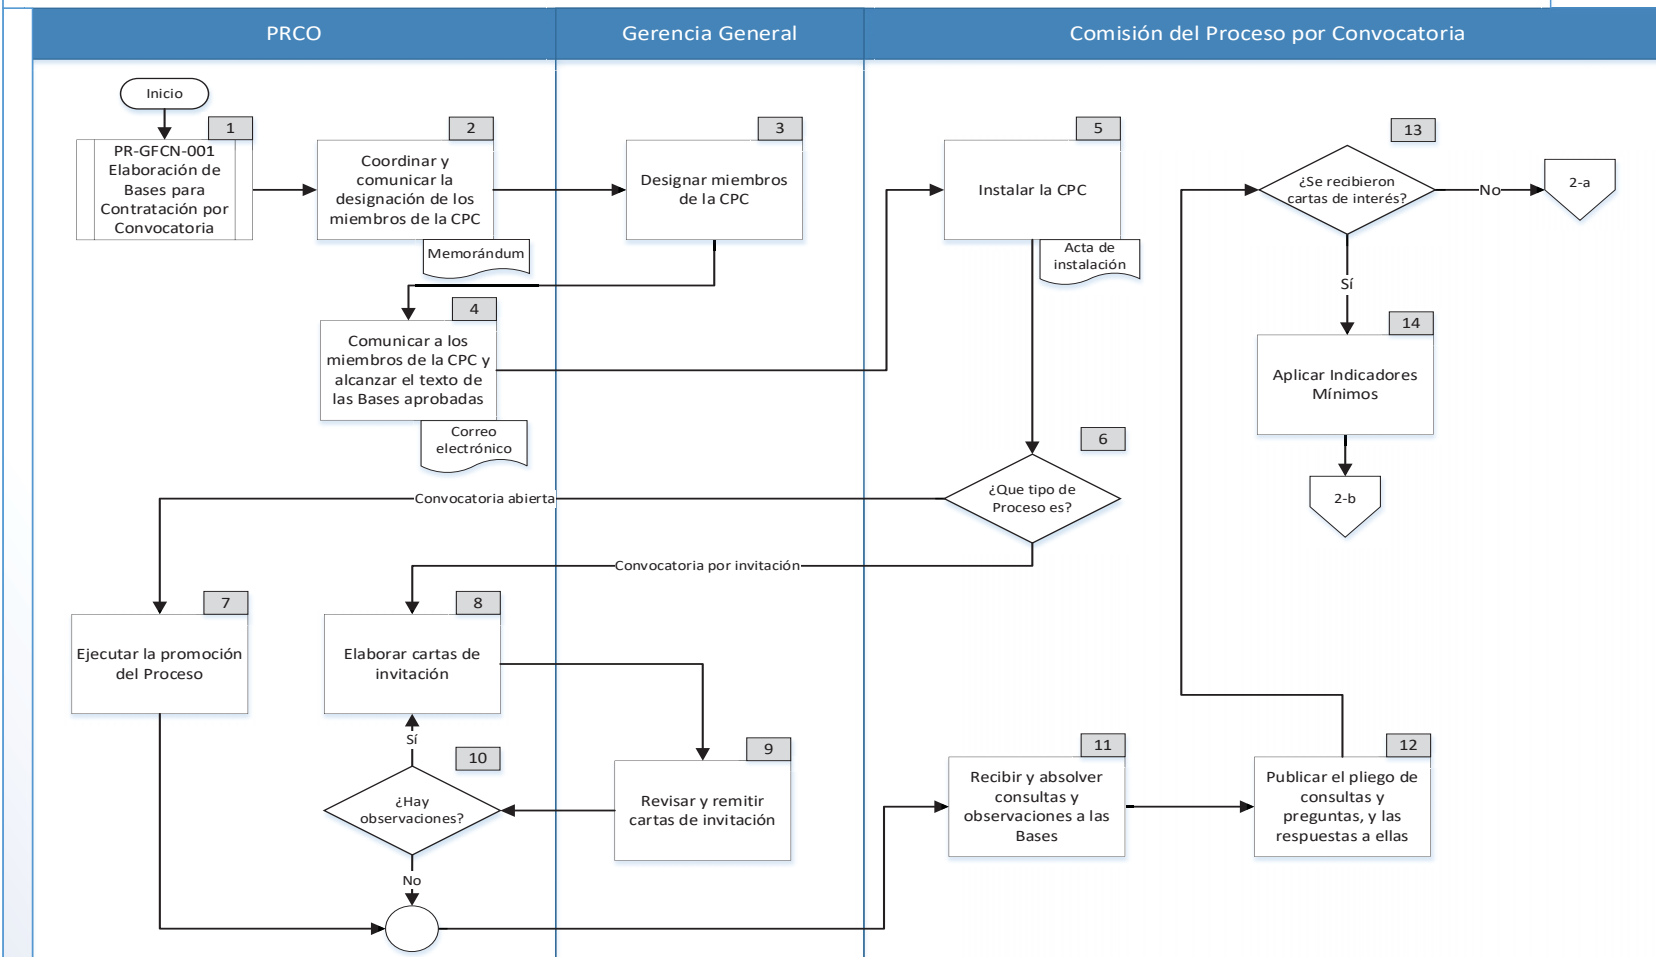 PRCO
Gerencia General
Comisión del Proceso por Convocatoria
Inicio
1
PR-GFCN-001
Elaboración de
Bases para
Contratación por
Convocatoria
2
Coordinar y
comunicar la
designación de los
miembros de la CPC
Memorándum
3
Designar miembros
de la CPC
4
Comunicar a los
miembros de la CPC y
alcanzar el texto de
las Bases aprobadas
Correo
electrónico
5
Instalar la CPC
Acta de
instalación
6
¿Que tipo de
Proceso es?
Convocatoria abierta
Convocatoria por invitación
7
Ejecutar la promoción
del Proceso
8
Elaborar cartas de
invitación
9
Revisar y remitir
cartas de invitación
10
¿Hay
observaciones?
Sí
No
11
Recibir y absolver
consultas y
observaciones a las
Bases
12
Publicar el pliego de
consultas y
preguntas, y las
respuestas a ellas
13
¿Se recibieron
cartas de interés?
No
2-a
Sí
14
Aplicar Indicadores
Mínimos
2-b